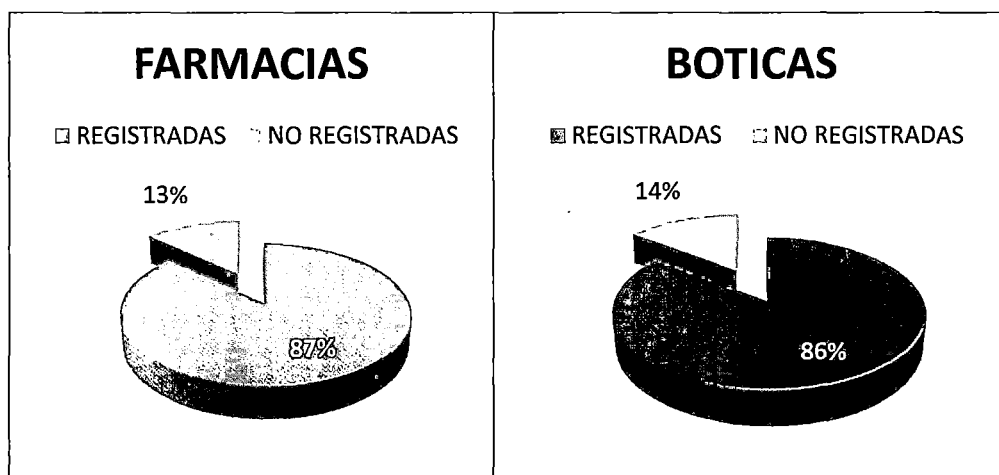 FARMACIAS
REGISTRADAS NO REGISTRADAS
13%
87%
BOTICAS
REGISTRADAS NO REGISTRADAS
14%
86%